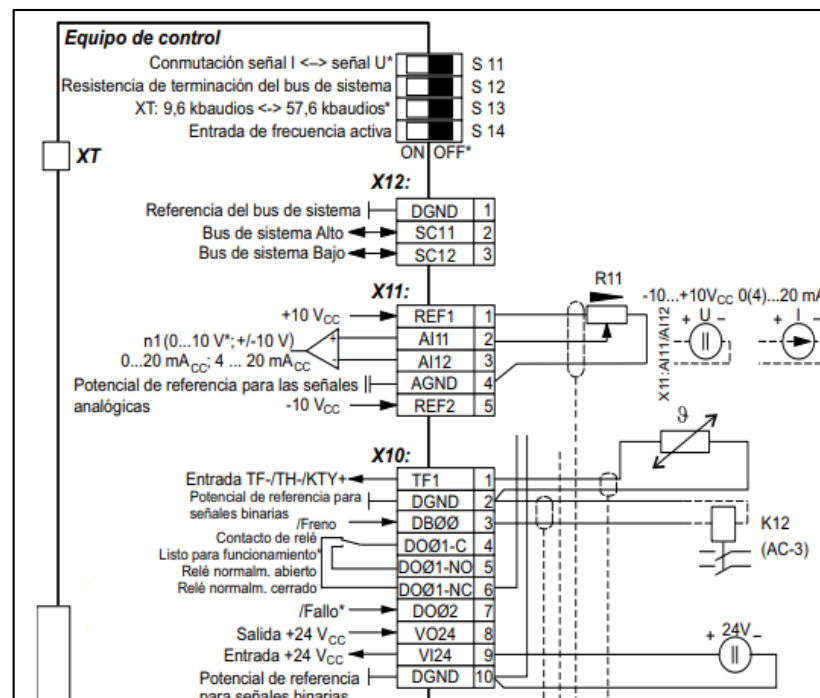 Equipo de control
Conmutación señal I <–> señal U* S 11
Resistencia de terminación del bus de sistema S 12
XT: 9,6 kbaudios <-> 57,6 kbaudios* S 13
Entrada de frecuencia activa S 14
ON OFF*
XT
X12:
Referencia del bus de sistema DGND 1
Bus de sistema Alto SC11 2
Bus de sistema Bajo SC12 3
X11:
R11
-10...+10VCC 0(4)...20 mA
+ U – + I –
X11:AI11/AI12
+10 VCC REF1 1
n1 (0...10 V*; +/-10 V) + AI11 2
0...20 mACC; 4 ... 20 mACC - AI12 3
Potencial de referencia para las señales AGND 4
analógicas
-10 VCC REF2 5
ϑ
X10:
Entrada TF-/TH-/KTY+ TF1 1
Potencial de referencia para DGND 2
señales binarias
/Freno DBØØ 3
K12
(AC-3)
Contacto de relé DOØ1-C 4
Listo para funcionamiento*
Relé normalm. abierto DOØ1-NO 5
Relé normalm. cerrado DOØ1-NC 6
/Fallo* DOØ2 7
Salida +24 VCC VO24 8
Entrada +24 VCC VI24 9
+ 24V –
Potencial de referencia DGND 10
para señales binarias